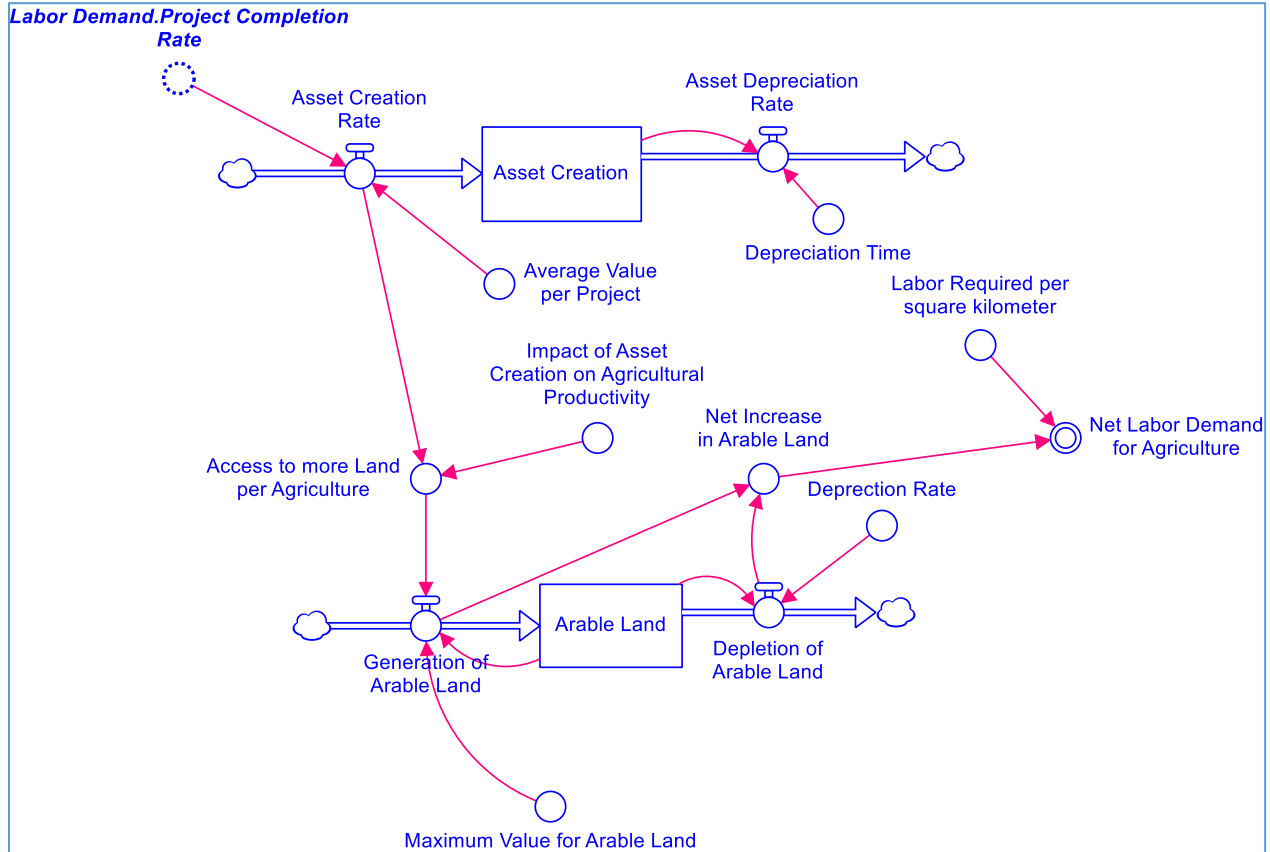 Labor Demand.Project Completion
Rate
Asset Creation
Rate
Asset Depreciation
Rate
Asset Creation
Depreciation Time
Average Value
per Project
Labor Required per
square kilometer
Impact of Asset
Creation on Agricultural
Productivity
Net Increase
in Arable Land
Net Labor Demand
for Agriculture
Access to more Land
per Agriculture
Deprection Rate
Arable Land
Generation of
Arable Land
Depletion of
Arable Land
Maximum Value for Arable Land